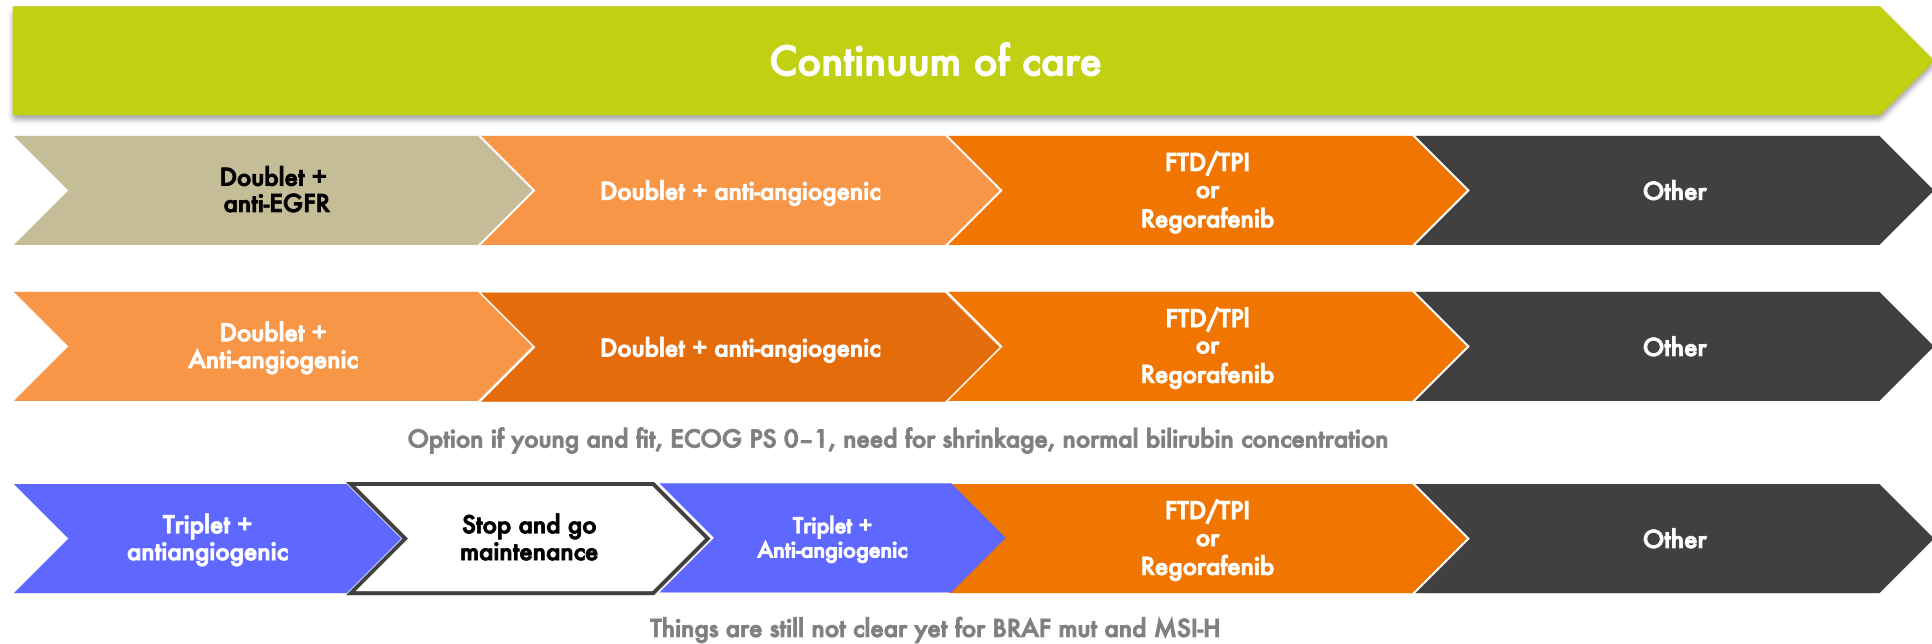 Continuum of care
Doublet +
anti-EGFR
Doublet + anti-angiogenic
FTD/TPI
or
Regorafenib
Other
Doublet +
Anti-angiogenic
Doublet + anti-angiogenic
FTD/TPI
or
Regorafenib
Other
Option if young and fit, ECOG PS 0–1, need for shrinkage, normal bilirubin concentration
Triplet +
antiangiogenic
Stop and go
maintenance
Triplet +
Anti-angiogenic
FTD/TPI
or
Regorafenib
Other
Things are still not clear yet for BRAF mut and MSI-H